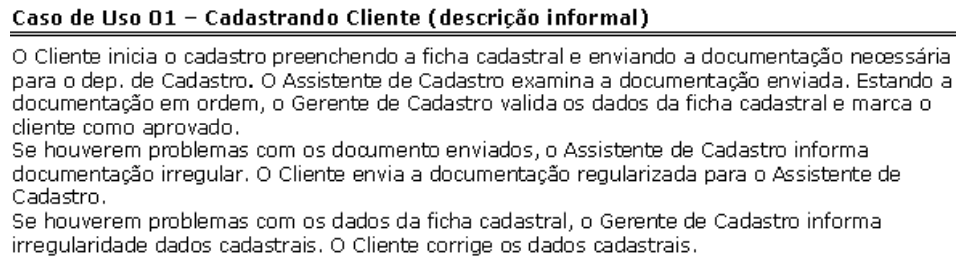 Caso de Uso 01 – Cadastrando Cliente (descrição informal)
O Cliente inicia o cadastro preenchendo a ficha cadastral e enviando a documentação necessária
para o dep. de Cadastro. O Assistente de Cadastro examina a documentação enviada. Estando a
documentação em ordem, o Gerente de Cadastro valida os dados da ficha cadastral e marca o
cliente como aprovado.
Se houverem problemas com os documento enviados, o Assistente de Cadastro informa
documentação irregular. O Cliente envia a documentação regularizada para o Assistente de
Cadastro.
Se houverem problemas com os dados da ficha cadastral, o Gerente de Cadastro informa
irregularidade dados cadastrais. O Cliente corrige os dados cadastrais.